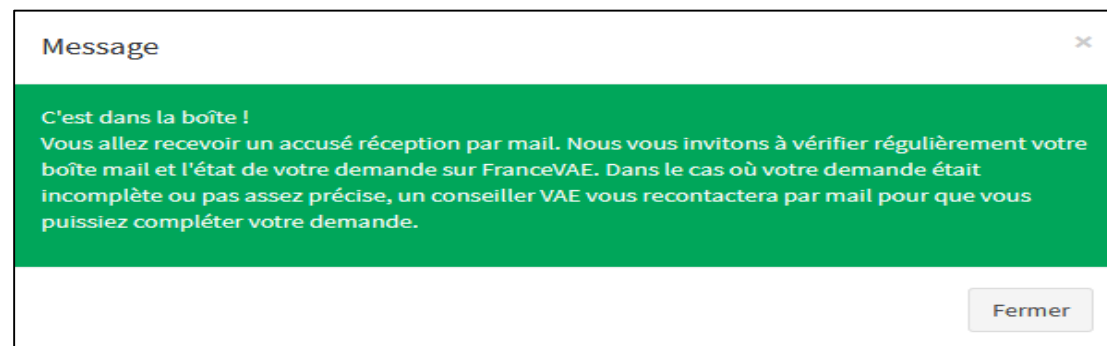 Message
×
C'est dans la boîte !
Vous allez recevoir un accusé réception par mail. Nous vous invitons à vérifier régulièrement votre
boîte mail et l'état de votre demande sur FranceVAE. Dans le cas où votre demande était
incomplète ou pas assez précise, un conseiller VAE vous recontactera par mail pour que vous
puissiez compléter votre demande.
Fermer